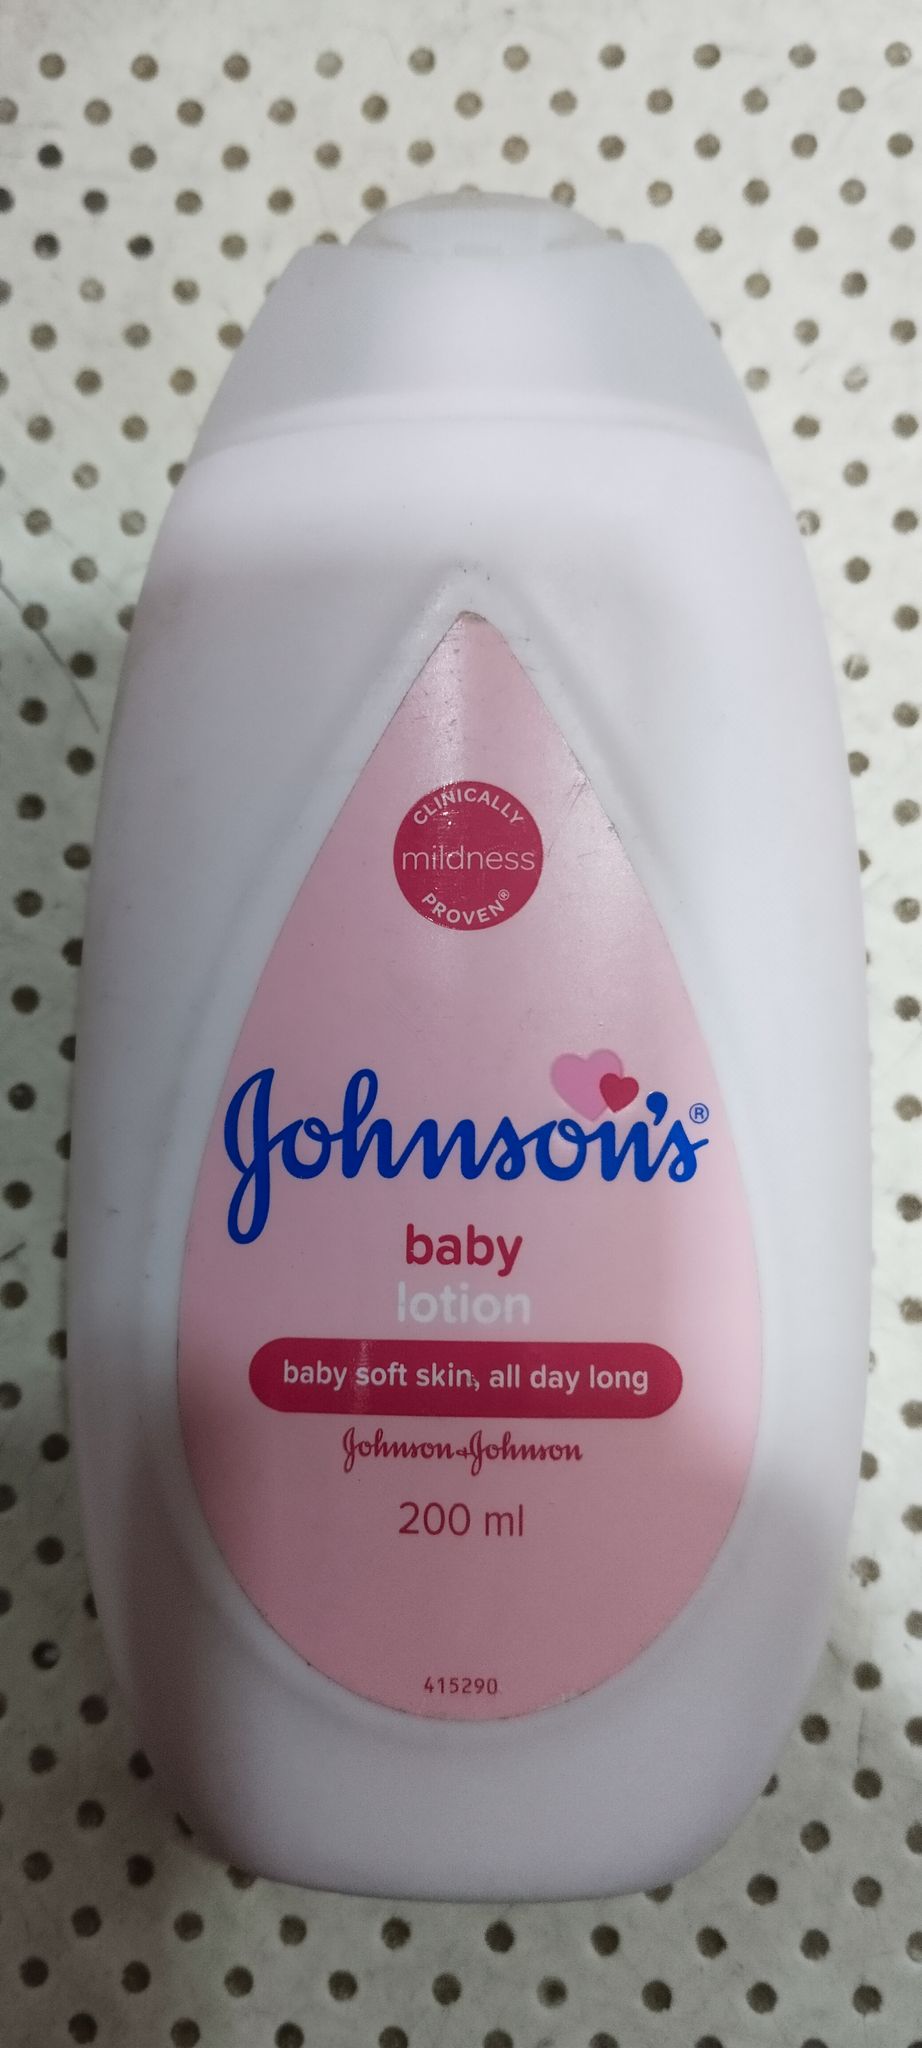 CLINICALLY
mildness
PROVEN®
Johnson's®
baby
lotion
baby soft skin, all day long
Johnson+Johnson
200 ml
415290